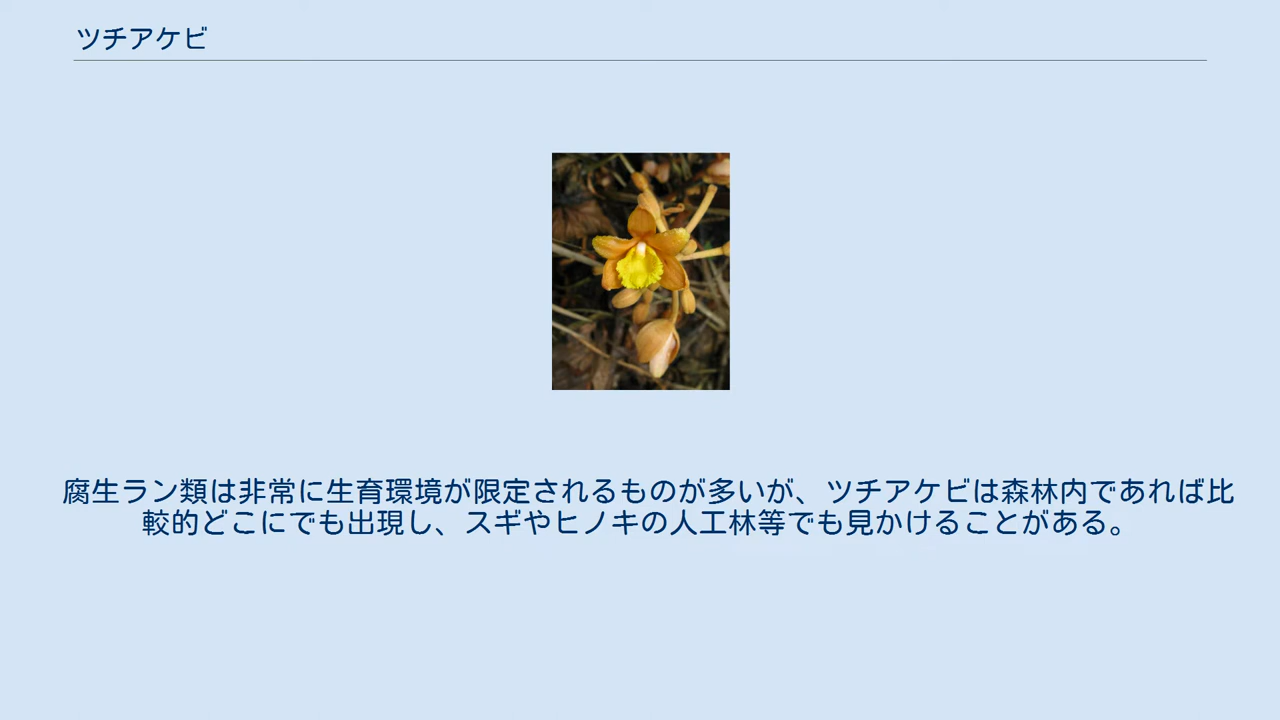 ツチアケビ
腐生ラン類は非常に生育環境が限定されるものが多いが、ツチアケビは森林内であれば比
較的どこにでも出現し、スギやヒノキの人工林等でも見かけることがある。